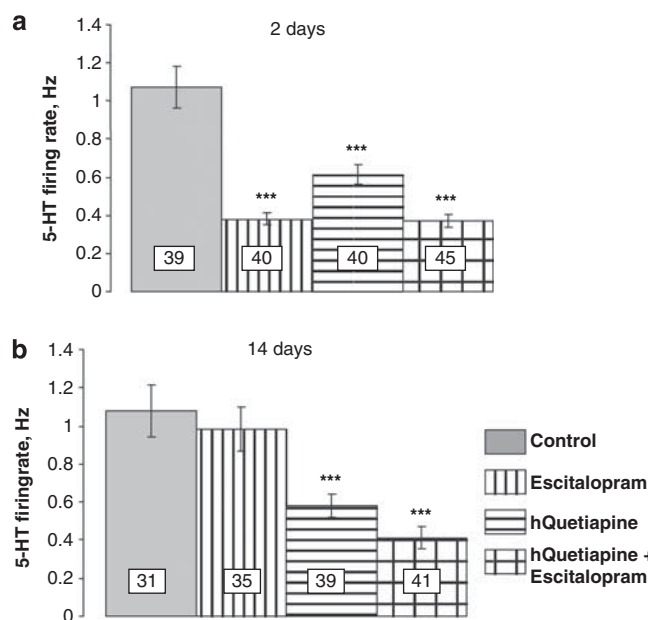 a
2 days
5-HT firing rate, Hz
1.4
1.2
1
0.8
0.6
0.4
0.2
0
***
***
***
39
40
40
45
b
14 days
5-HT firingrate, Hz
1.4
1.2
1
0.8
0.6
0.4
0.2
0
***
***
31
35
39
41
Control
Escitalopram
hQuetiapine
hQuetiapine +
Escitalopram